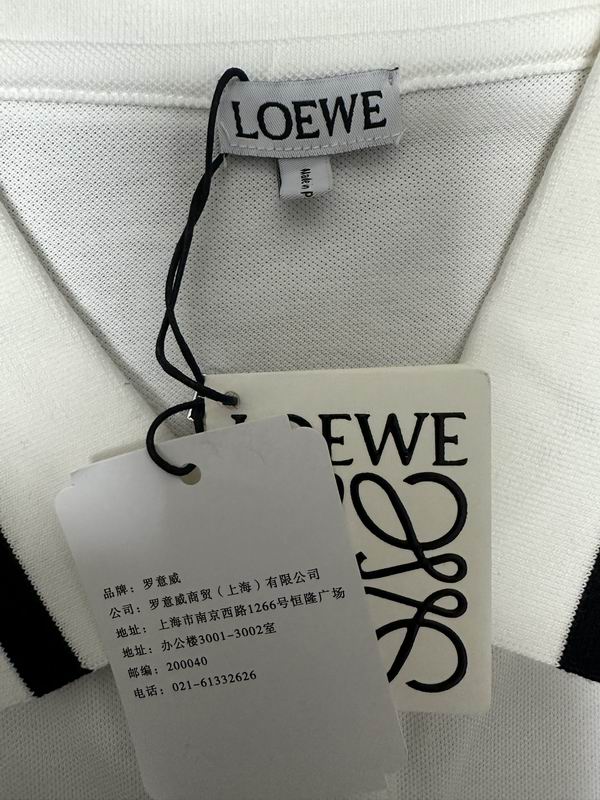 LOEWE
LOEWE
品牌：罗意威
公司：罗意威商贸（上海）有限公司
地址：上海市南京西路1266号恒隆广场
地址：办公楼3001-3002室
邮编：200040
电话：021-61332626